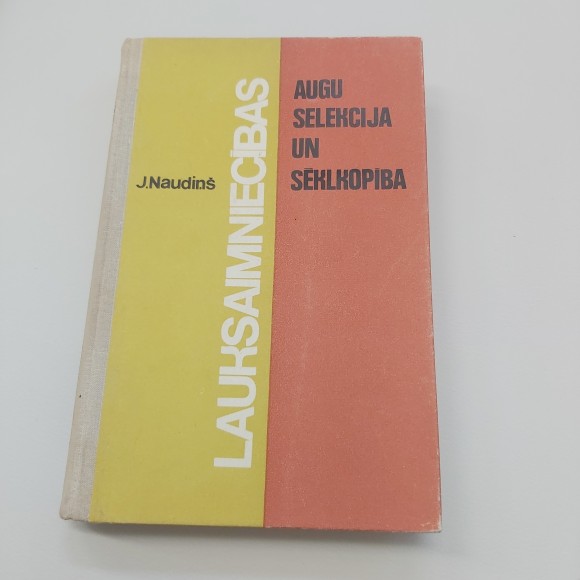 J.Naudiņš
LAUKSAIMNIECĪBAS
AUGU
SELEKCIJA
UN
SĒKLKOPĪBA